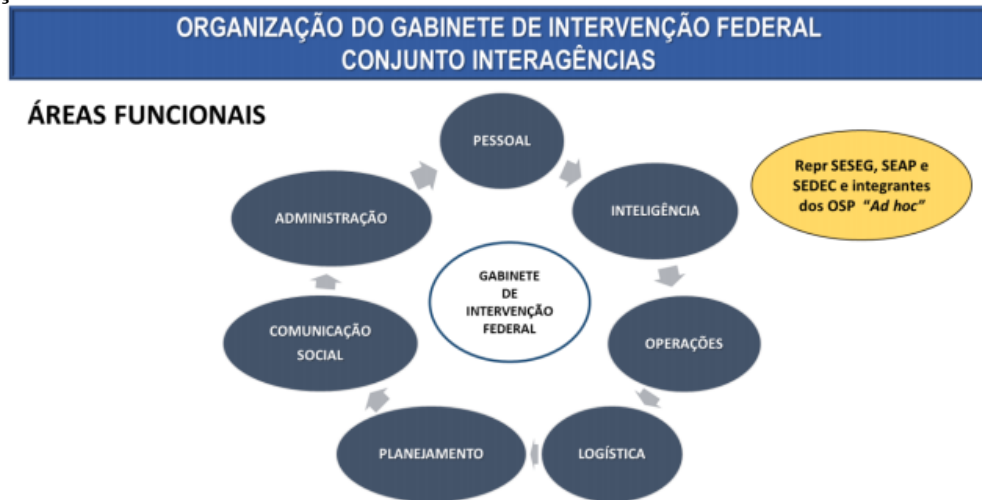 ORGANIZAÇÃO DO GABINETE DE INTERVENÇÃO FEDERAL
CONJUNTO INTERAGÊNCIAS
ÁREAS FUNCIONAIS
PESSOAL
Repr SESEG, SEAP e
SEDEC e integrantes
dos OSP "Ad hoc"
INTELIGÊNCIA
ADMINISTRAÇÃO
GABINETE
DE
INTERVENÇÃO
FEDERAL
COMUNICAÇÃO
SOCIAL
OPERAÇÕES
PLANEJAMENTO
LOGÍSTICA